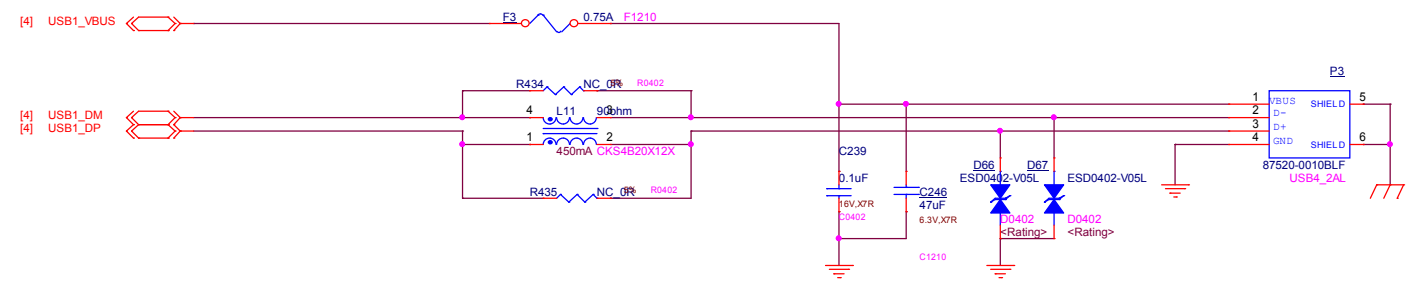 [4] USB1_VBUS F3 0.75A F1210
P3
R434 NC_0R 5% R0402
4 L11 3 90ohm
[4] USB1_DM
[4] USB1_DP
1 2
450mA CKS4B20X12X
R435 NC_0R 5% R0402
1 VBUS SHIELD 5
2 D-
3 D+
4 GND SHIELD 6
87520-0010BLF
USB4_2AL
C239
0.1uF
16V,X7R
C0402
C246
47uF
6.3V,X7R
C1210
D66 D67
ESD0402-V05L ESD0402-V05L
D0402 D0402
<Rating> <Rating>